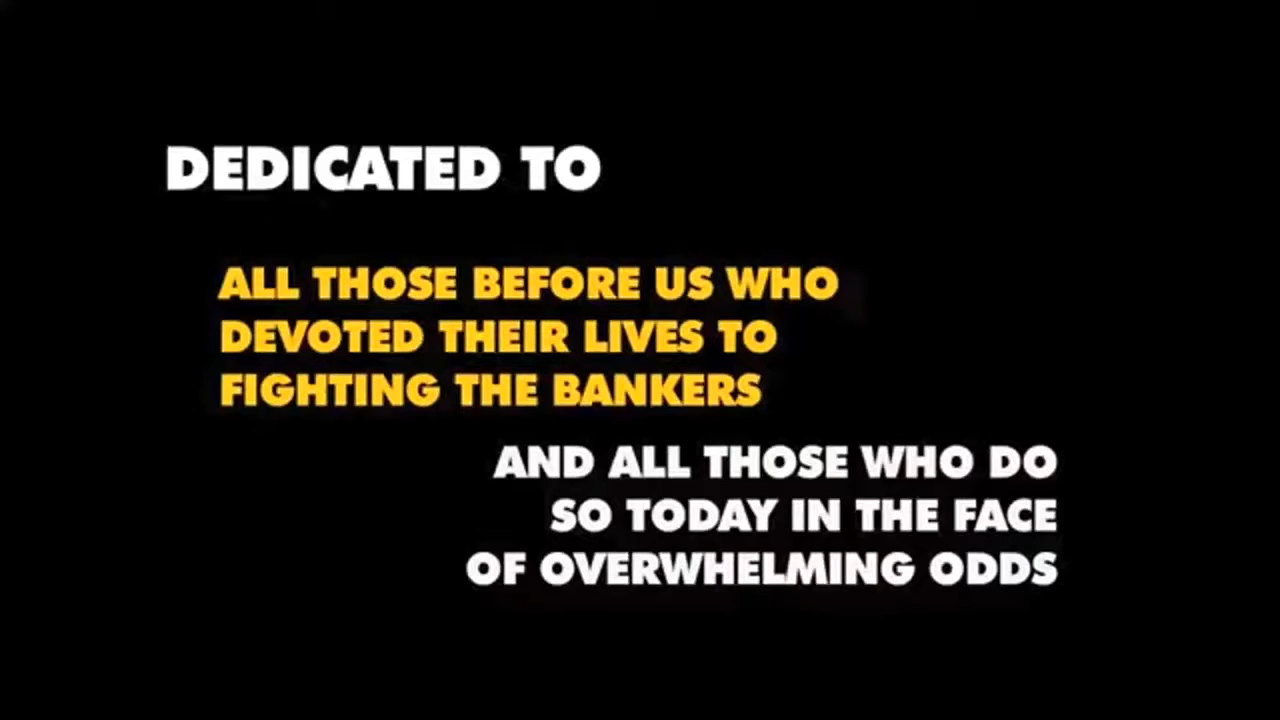 DEDICATED TO
ALL THOSE BEFORE US WHO
DEVOTED THEIR LIVES TO
FIGHTING THE BANKERS
AND ALL THOSE WHO DO
SO TODAY IN THE FACE
OF OVERWHELMING ODDS